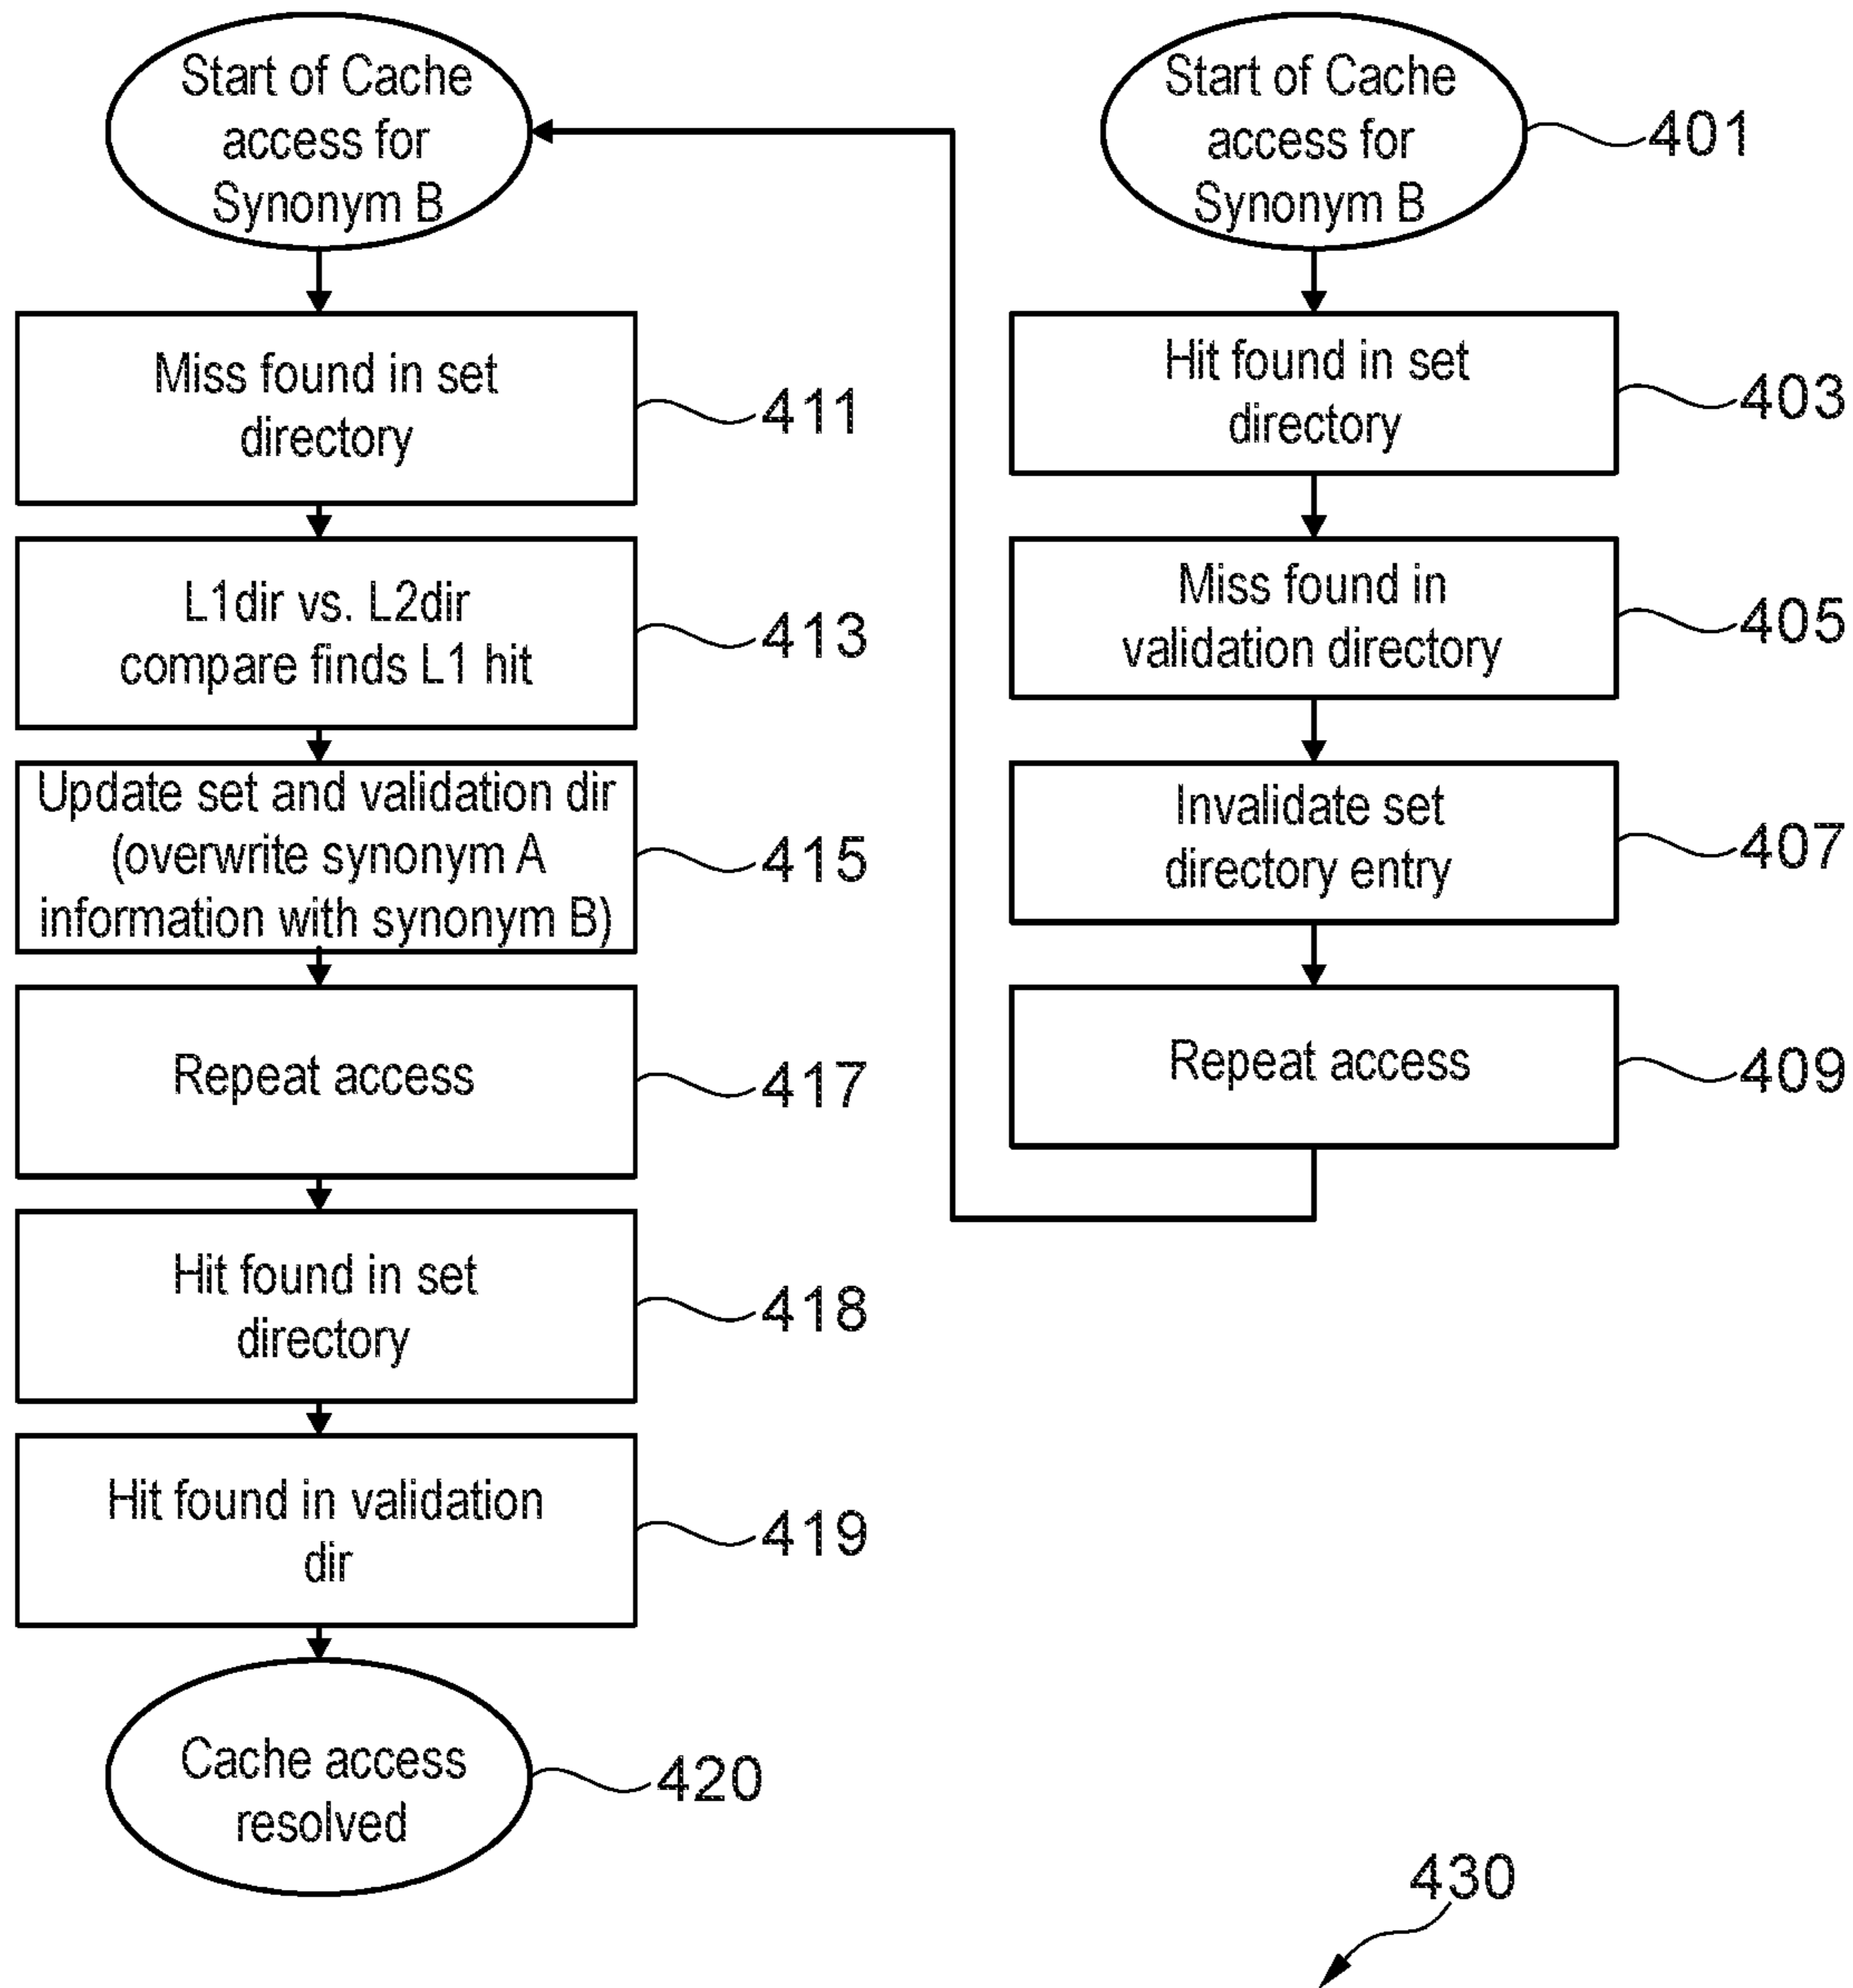 Start of Cache
access for
Synonym B
Miss found in set
directory
411
L1dir vs. L2dir
compare finds L1 hit
413
Update set and validation dir
(overwrite synonym A
information with synonym B)
415
Repeat access
417
Hit found in set
directory
418
Hit found in validation
dir
419
Cache access
resolved
420
Start of Cache
access for
Synonym B
401
Hit found in set
directory
403
Miss found in
validation directory
405
Invalidate set
directory entry
407
Repeat access
409
430